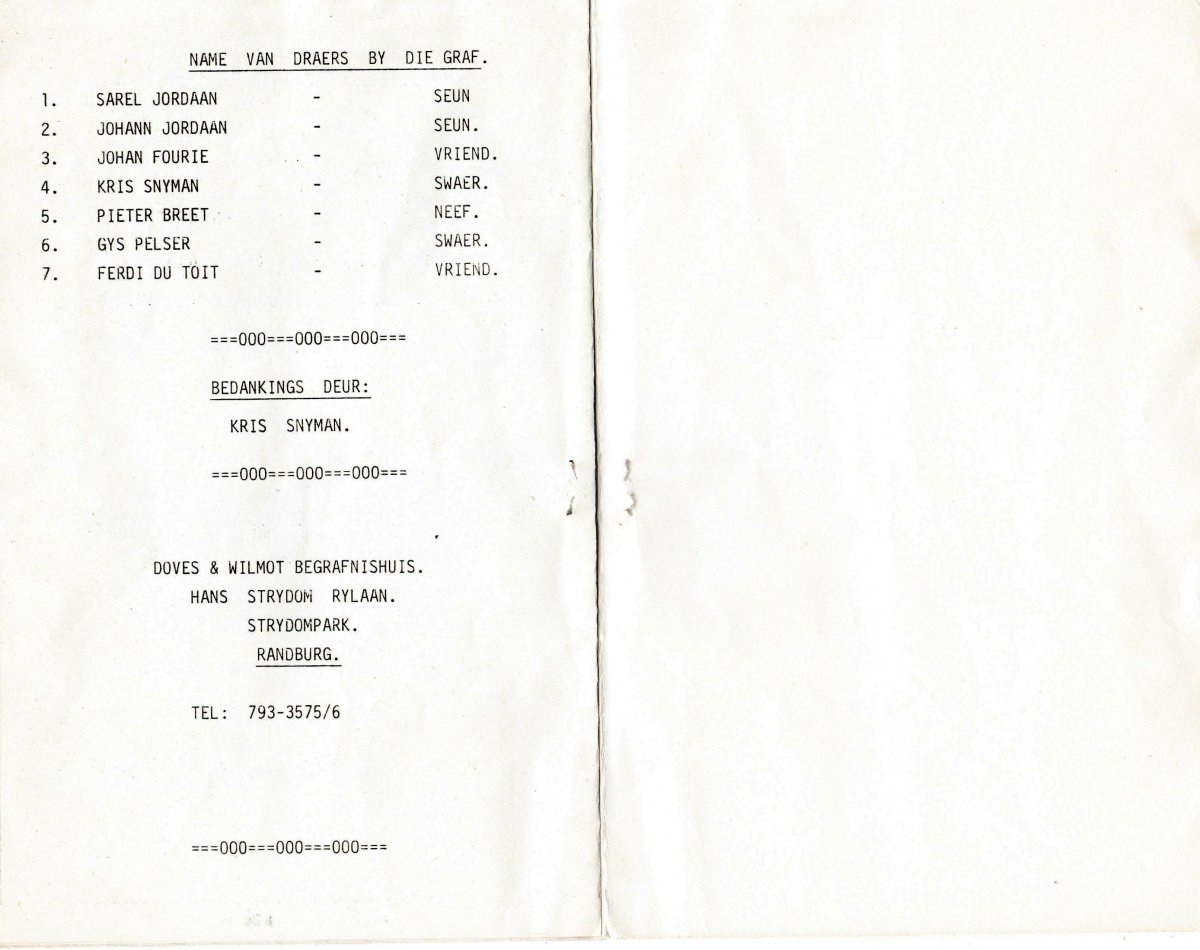 NAME VAN DRAERS BY DIE GRAF.
1. SAREL JORDAAN - SEUN
2. JOHANN JORDAAN - SEUN.
3. JOHAN FOURIE - VRIEND.
4. KRIS SNYMAN - SWAER.
5. PIETER BREET - NEEF.
6. GYS PELSER - SWAER.
7. FERDI DU TOIT - VRIEND.
===000===000===000===
BEDANKINGS DEUR:
KRIS SNYMAN.
===000===000===000===
DOVES & WILMOT BEGRAFNISHUIS.
HANS STRYDOM RYLAAN.
STRYDOMPARK.
RANDBURG.
TEL: 793-3575/6
===000===000===000===